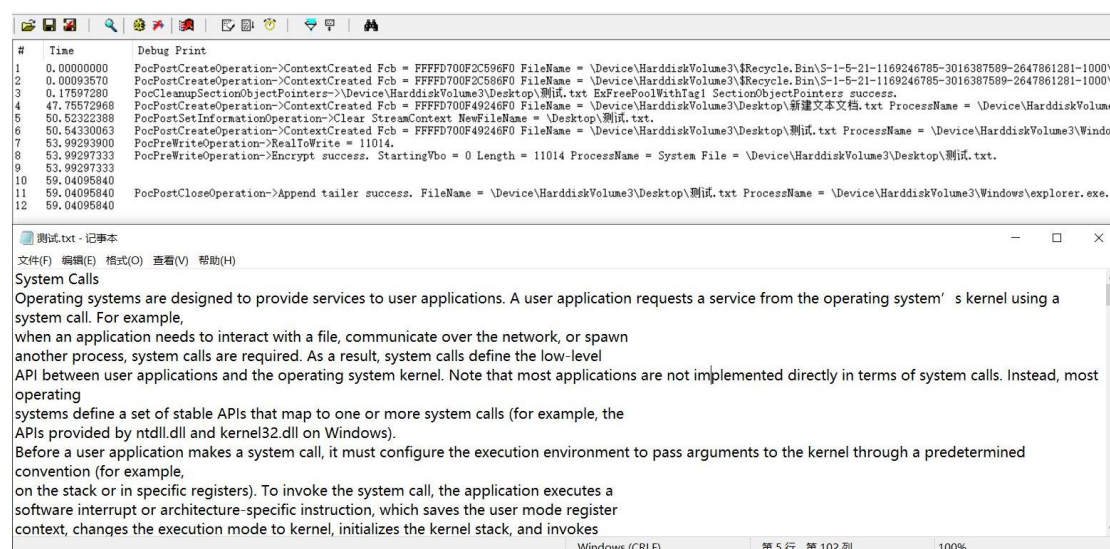 # Time Debug Print
1 0.00000000 PocPostCreateOperation->ContextCreated Fcb = FFFFD700F2C596F0 FileName = \Device\HarddiskVolume3\$Recycle.Bin\S-1-5-21-1169246785-3016387589-2647861281-1000\
2 0.00093570 PocPostCreateOperation->ContextCreated Fcb = FFFFD700F2C586F0 FileName = \Device\HarddiskVolume3\$Recycle.Bin\S-1-5-21-1169246785-3016387589-2647861281-1000\
3 0.17597280 PocCleanupSectionObjectPointers->\Device\HarddiskVolume3\Desktop\测试.txt ExFreePoolWithTag1 SectionObjectPointers success.
4 47.75572968 PocPostCreateOperation->ContextCreated Fcb = FFFFD700F49246F0 FileName = \Device\HarddiskVolume3\Desktop\新建文本文档.txt ProcessName = \Device\HarddiskVolume
5 50.52322388 PocPostSetInformationOperation->Clear StreamContext NewFileName = \Desktop\测试.txt.
6 50.54330063 PocPostCreateOperation->ContextCreated Fcb = FFFFD700F49246F0 FileName = \Device\HarddiskVolume3\Desktop\测试.txt ProcessName = \Device\HarddiskVolume3\Windo
7 53.99293900 PocPreWriteOperation->RealToWrite = 11014.
8 53.99297333 PocPreWriteOperation->Encrypt success. StartingVbo = 0 Length = 11014 ProcessName = System File = \Device\HarddiskVolume3\Desktop\测试.txt.
9 53.99297333
10 59.04095840
11 59.04095840 PocPostCloseOperation->Append tailer success. FileName = \Device\HarddiskVolume3\Desktop\测试.txt ProcessName = \Device\HarddiskVolume3\Windows\explorer.exe.
12 59.04095840
测试.txt - 记事本
文件(F) 编辑(E) 格式(O) 查看(V) 帮助(H)
System Calls
Operating systems are designed to provide services to user applications. A user application requests a service from the operating system’s kernel using a
system call. For example,
when an application needs to interact with a file, communicate over the network, or spawn
another process, system calls are required. As a result, system calls define the low-level
API between user applications and the operating system kernel. Note that most applications are not implemented directly in terms of system calls. Instead, most
operating
systems define a set of stable APIs that map to one or more system calls (for example, the
APIs provided by ntdll.dll and kernel32.dll on Windows).
Before a user application makes a system call, it must configure the execution environment to pass arguments to the kernel through a predetermined
convention (for example,
on the stack or in specific registers). To invoke the system call, the application executes a
software interrupt or architecture-specific instruction, which saves the user mode register
context, changes the execution mode to kernel, initializes the kernel stack, and invokes
Windows (CRLF) 第 5 行, 第 102 列 100%